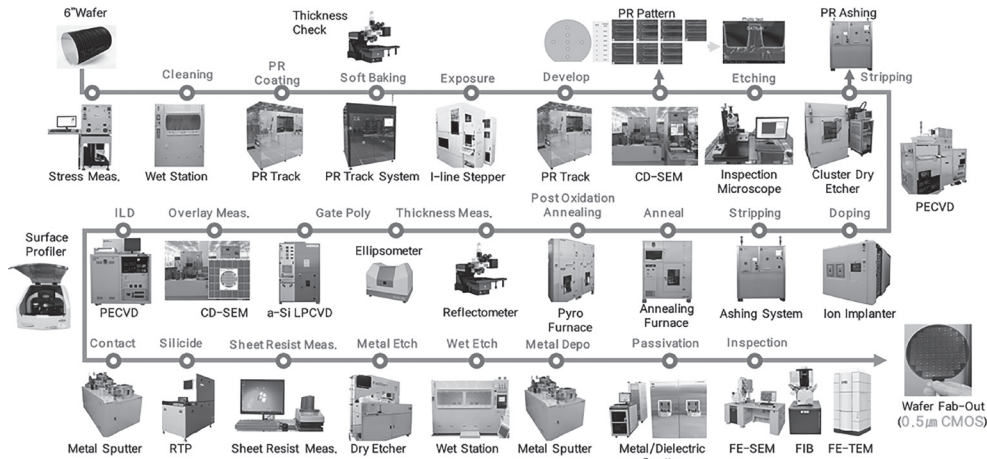 6"Wafer
Thickness
Check
PR Pattern
Photo test
PR Ashing
Cleaning
PR
Coating
Soft Baking
Exposure
Develop
Etching
Stripping
Stress Meas.
Wet Station
PR Track
PR Track System
I-line Stepper
PR Track
CD-SEM
Inspection
Microscope
Cluster Dry
Etcher
PECVD
ILD
Overlay Meas.
Gate Poly
Thickness Meas.
Post Oxidation
Annealing
Anneal
Stripping
Doping
Surface
Profiler
PECVD
CD-SEM
a-Si LPCVD
Ellipsometer
Reflectometer
Pyro
Furnace
Annealing
Furnace
Ashing System
Ion Implanter
Contact
Silicide
Sheet Resist Meas.
Metal Etch
Wet Etch
Metal Depo
Passivation
Inspection
Metal Sputter
RTP
Sheet Resist Meas.
Dry Etcher
Wet Station
Metal Sputter
Metal/Dielectric
FE-SEM
FIB
FE-TEM
Wafer Fab-Out
(0.5㎛ CMOS)